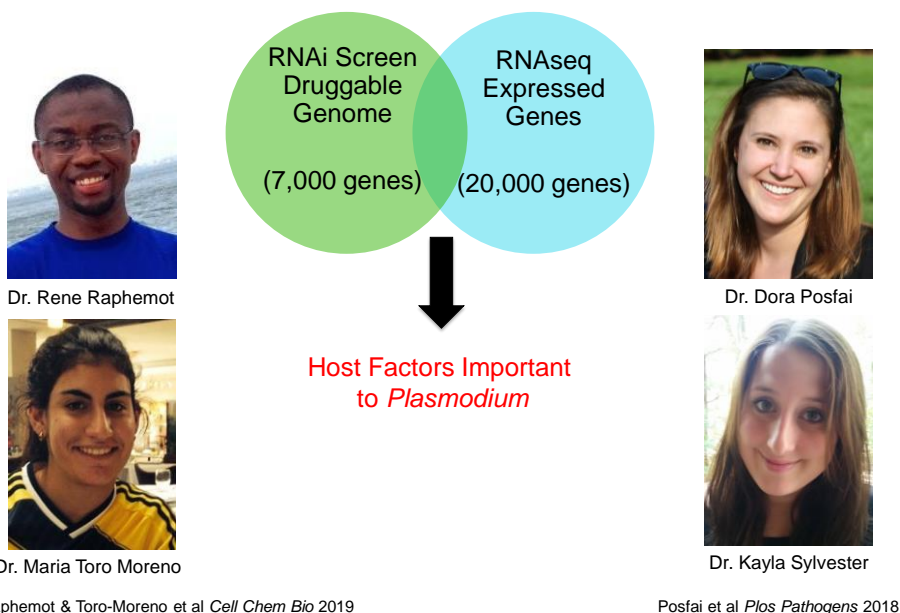 RNAi Screen
Druggable
Genome
(7,000 genes)
RNAseq
Expressed
Genes
(20,000 genes)
Dr. Rene Raphemot
Dr. Dora Posfai
Host Factors Important
to Plasmodium
Dr. Maria Toro Moreno
Dr. Kayla Sylvester
aphemot & Toro-Moreno et al Cell Chem Bio 2019
Posfai et al Plos Pathogens 2018